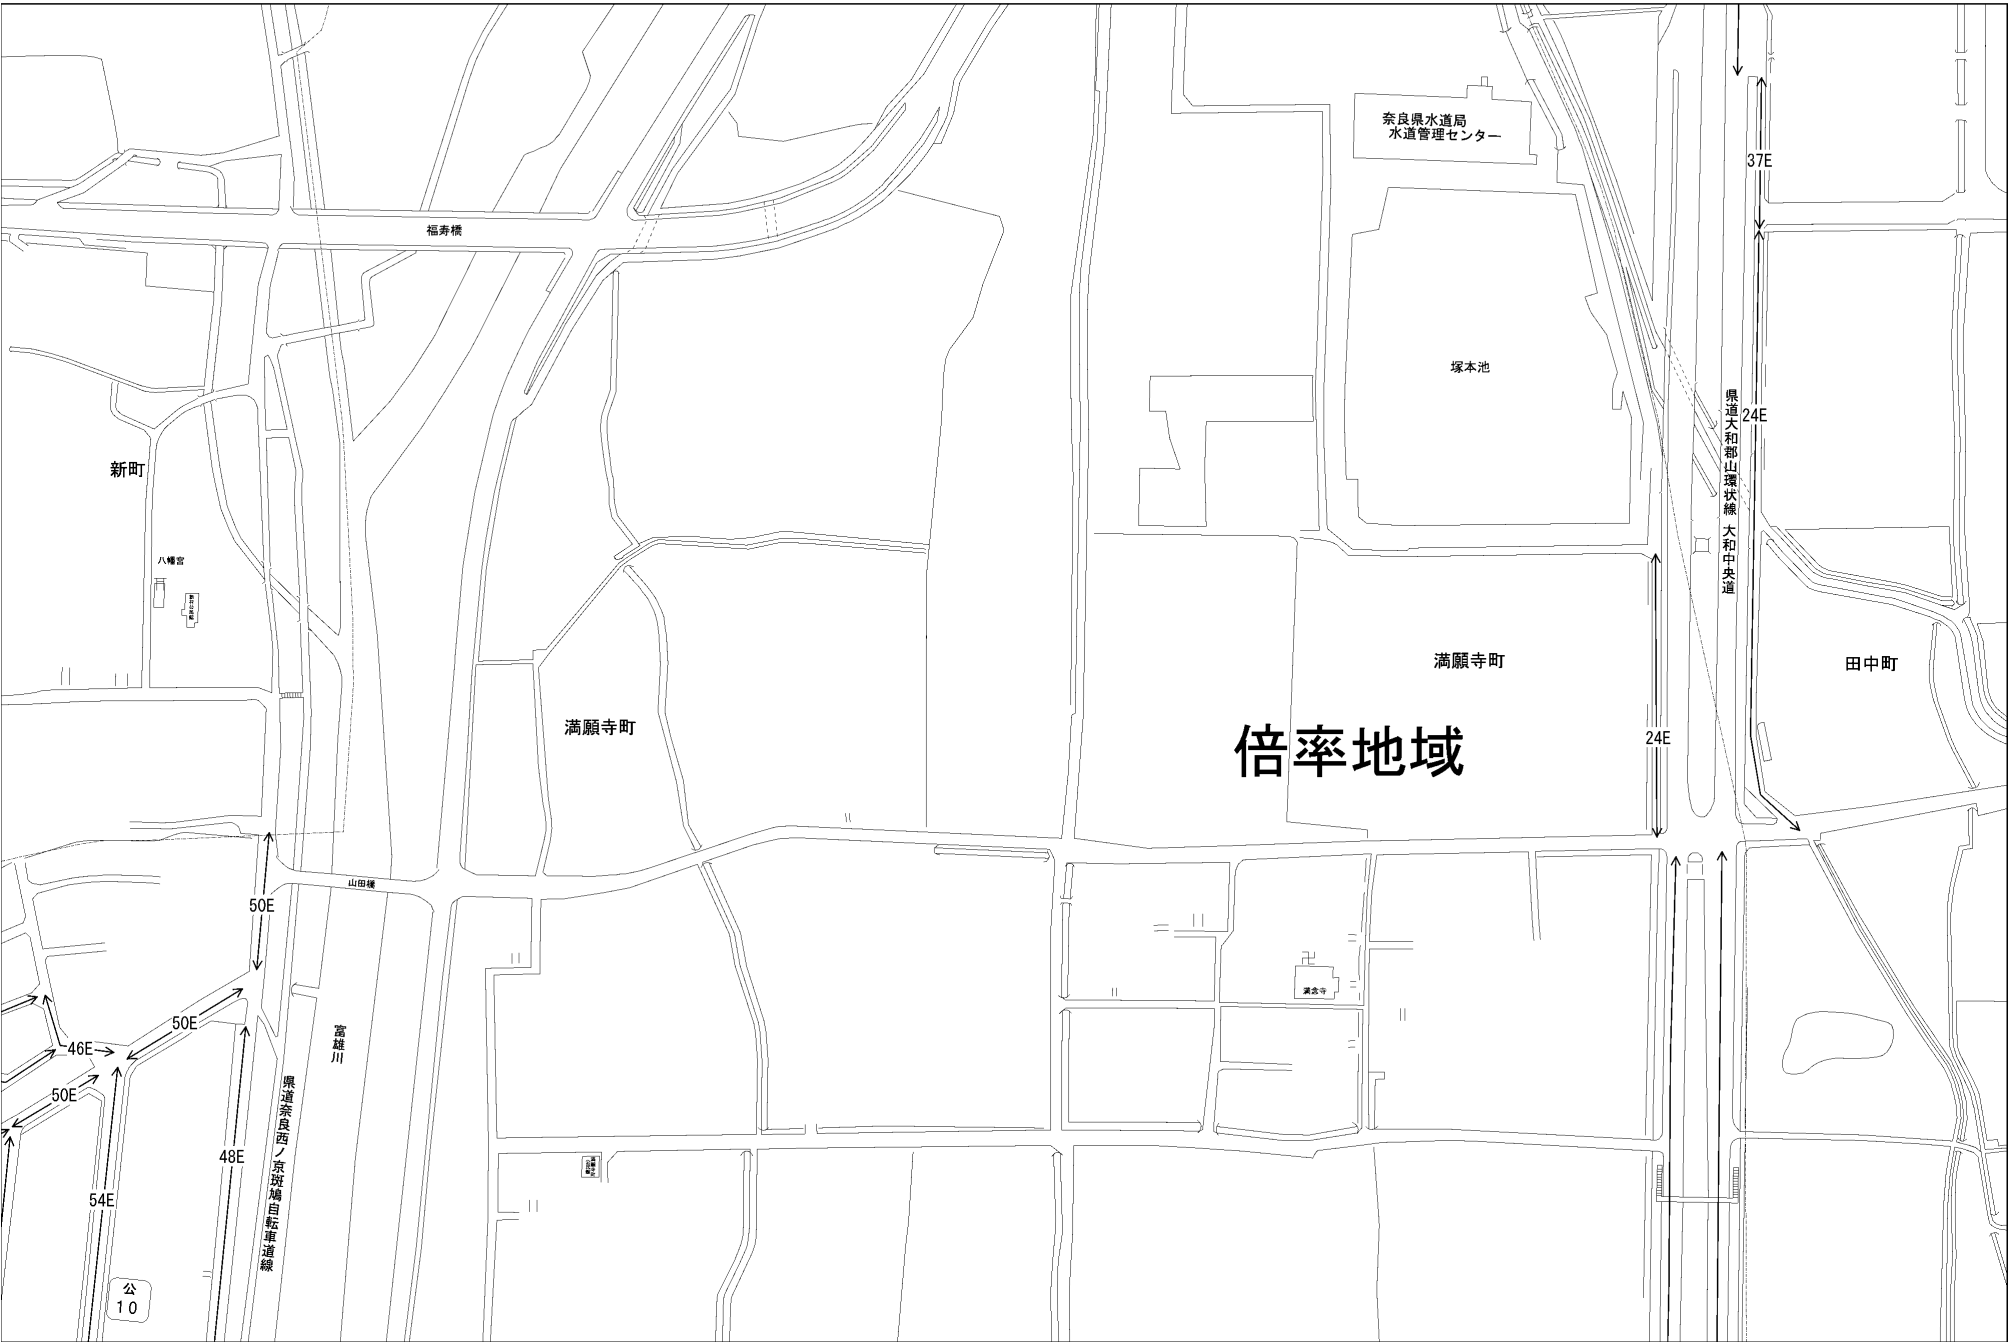 奈良県水道局
水道管理センター
37E
福寿橋
塚本池
県道大和郡山環状線 大和中央道
24E
新町
八幡宮
満願寺町
田中町
満願寺町
倍率地域
24E
山田橋
50E
満念寺
50E
富雄川
46E
50E
県道奈良西ノ京斑鳩自転車道線
48E
54E
公
10